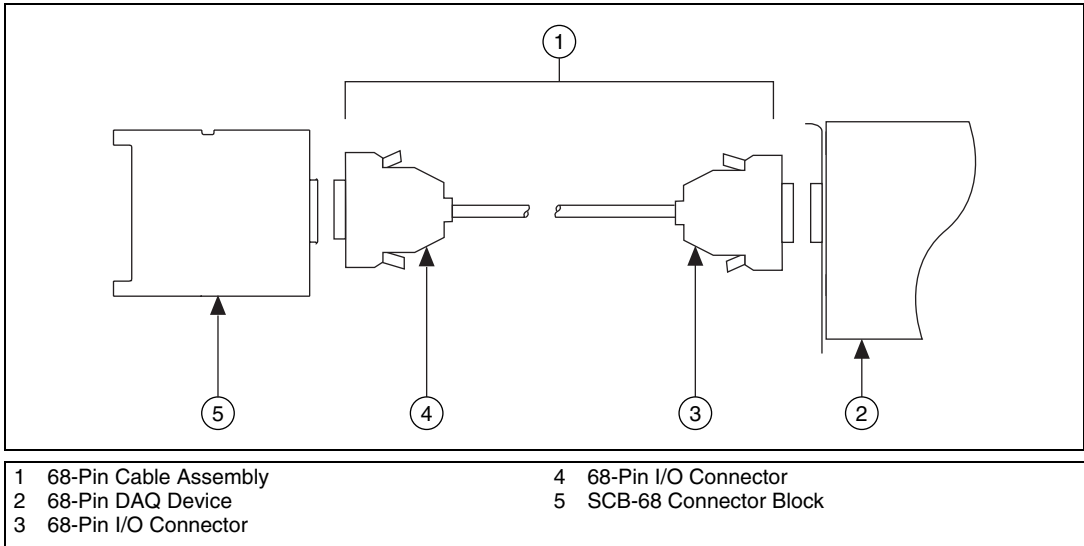 1
5
4
3
2
1 68-Pin Cable Assembly
2 68-Pin DAQ Device
3 68-Pin I/O Connector
4 68-Pin I/O Connector
5 SCB-68 Connector Block